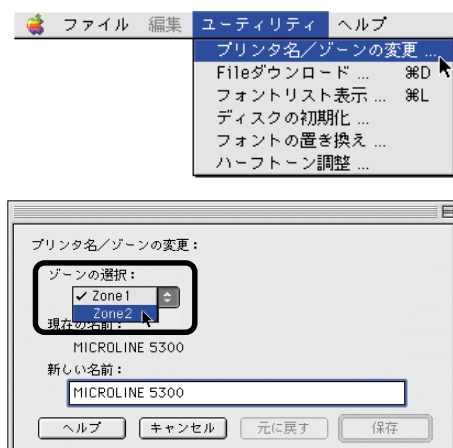 ファイル 編集 ユーティリティ ヘルプ
プリンタ名／ゾーンの変更 ...
Fileダウンロード ... ⌘D
フォントリスト表示 ... ⌘L
ディスクの初期化 ...
フォントの置き換え ...
ハーフトーン調整 ...
プリンタ名／ゾーンの変更：
ゾーンの選択：
✓ Zone1
Zone2
現在の名前：
MICROLINE 5300
新しい名前：
MICROLINE 5300
ヘルプ キャンセル 元に戻す 保存